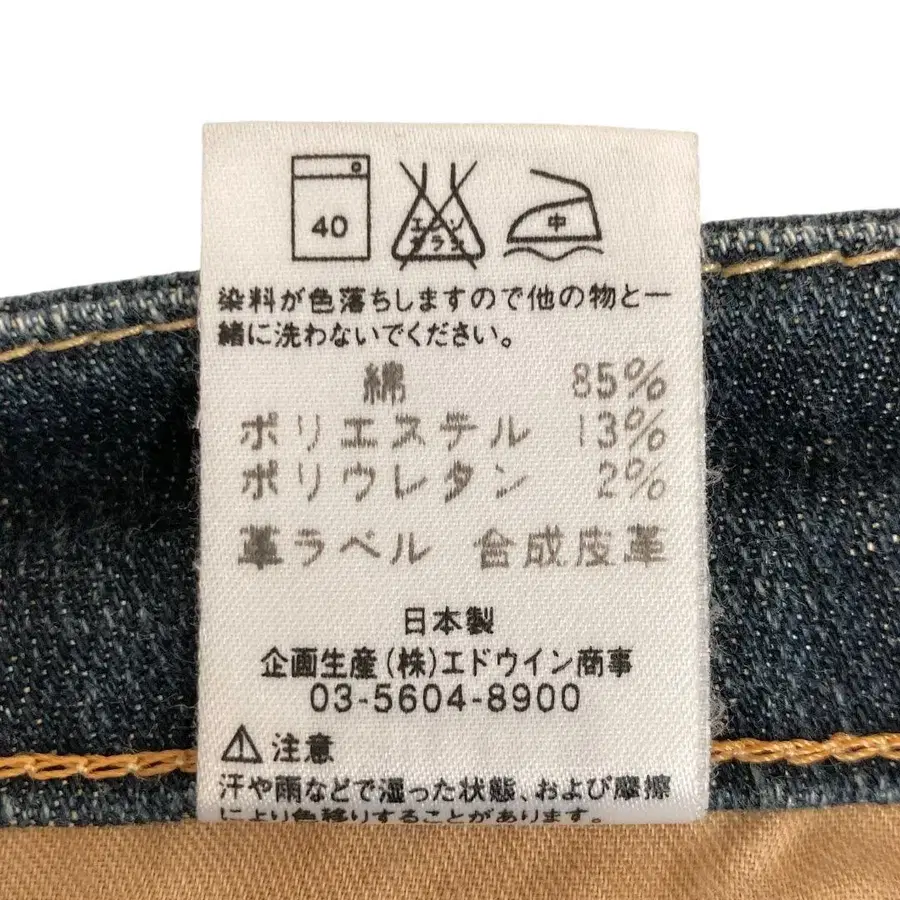 40
エンソ
サラシ
中
染料が色落ちしますので他の物と一
緒に洗わないでください。
綿 85%
ポリエステル 13%
ポリウレタン 2%
革ラベル 合成皮革
日本製
企画生産(株)エドウイン商事
03-5604-8900
注意
汗や雨などで湿った状態、および摩擦
により色移りすることがあります。